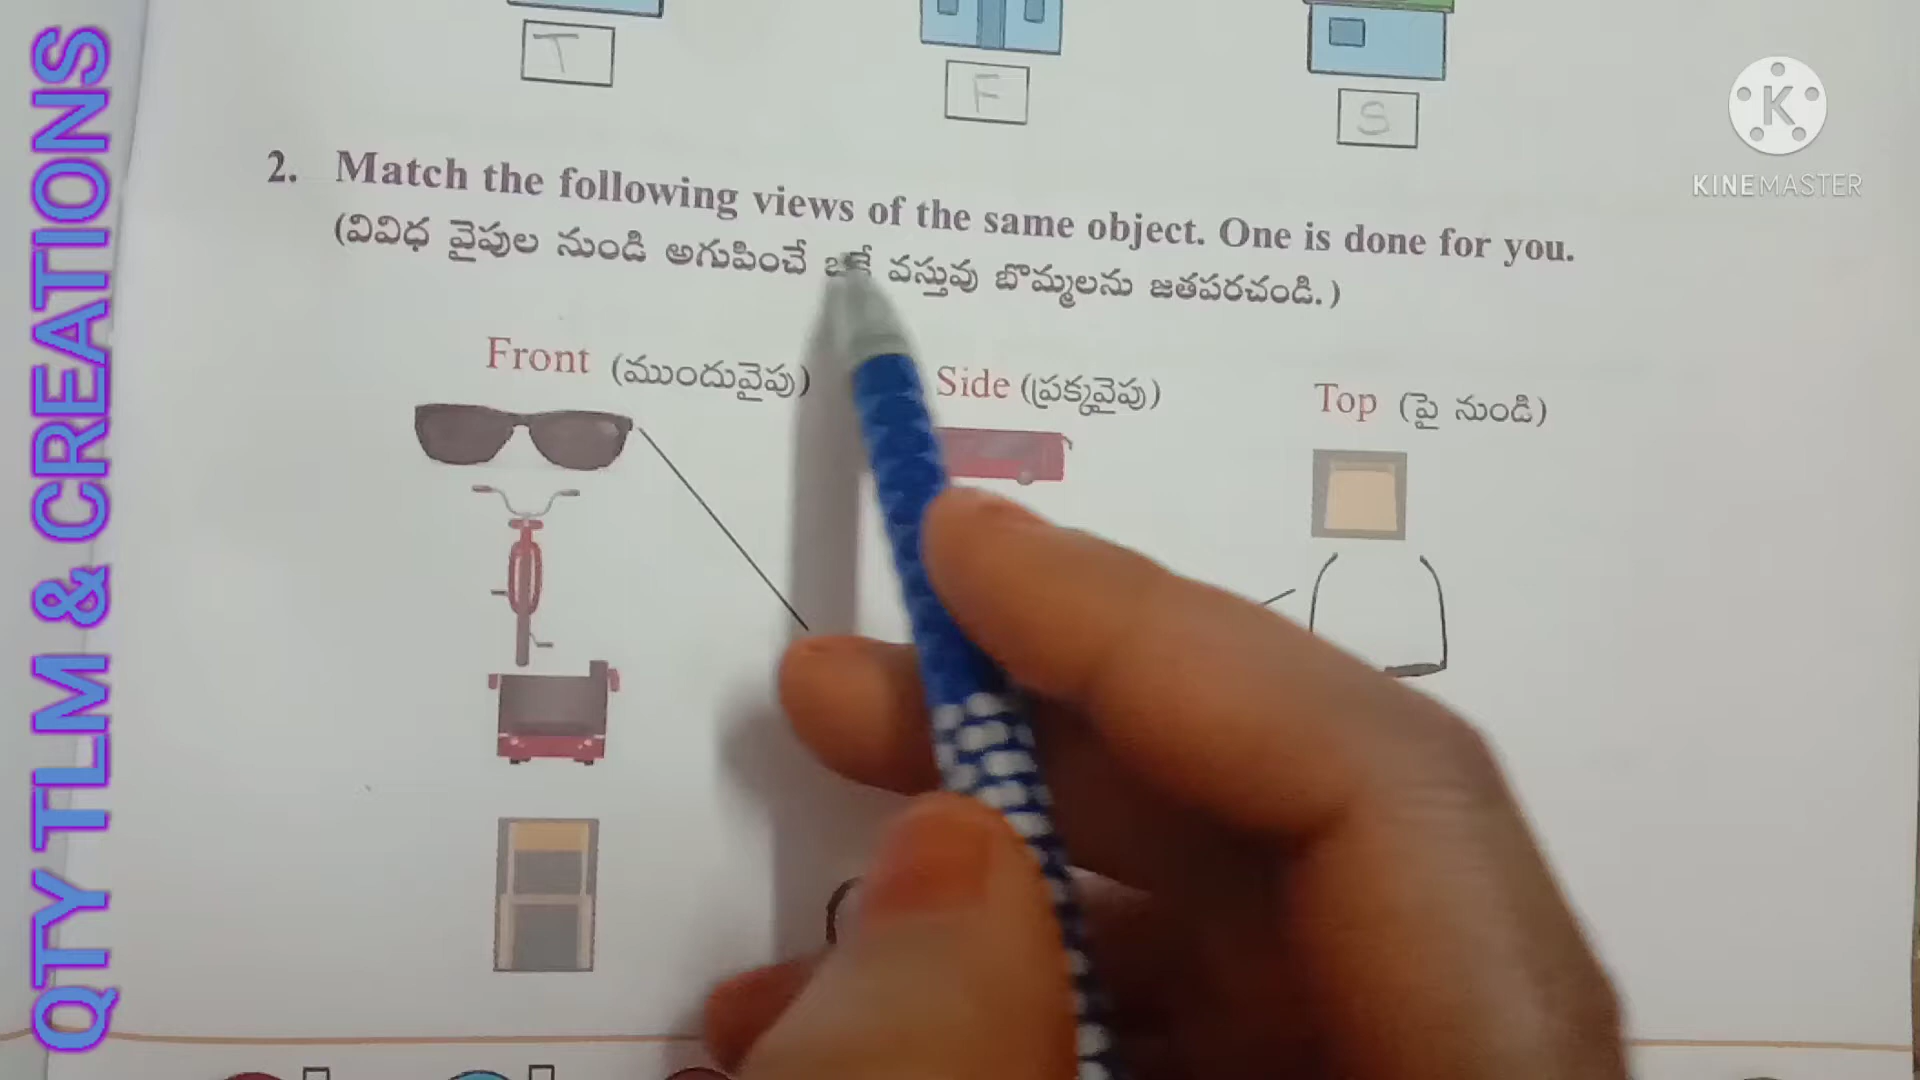 QTY TLM & CREATIONS
T
F
S
K
KINEMASTER
2. Match the following views of the same object. One is done for you.
(వివిధ వైపుల నుండి అగుపించే ఒకే వస్తువు బొమ్మలను జతపరచండి.)
Front (ముందువైపు)
Side (ప్రక్కవైపు)
Top (పై నుండి)